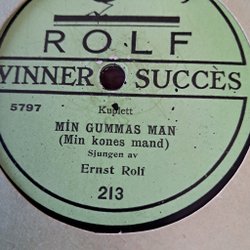 ROLF
VINNER SUCCÈS
5797
Kuplett
MIN GUMMAS MAN
(Min kones mand)
Sjungen av
Ernst Rolf
213